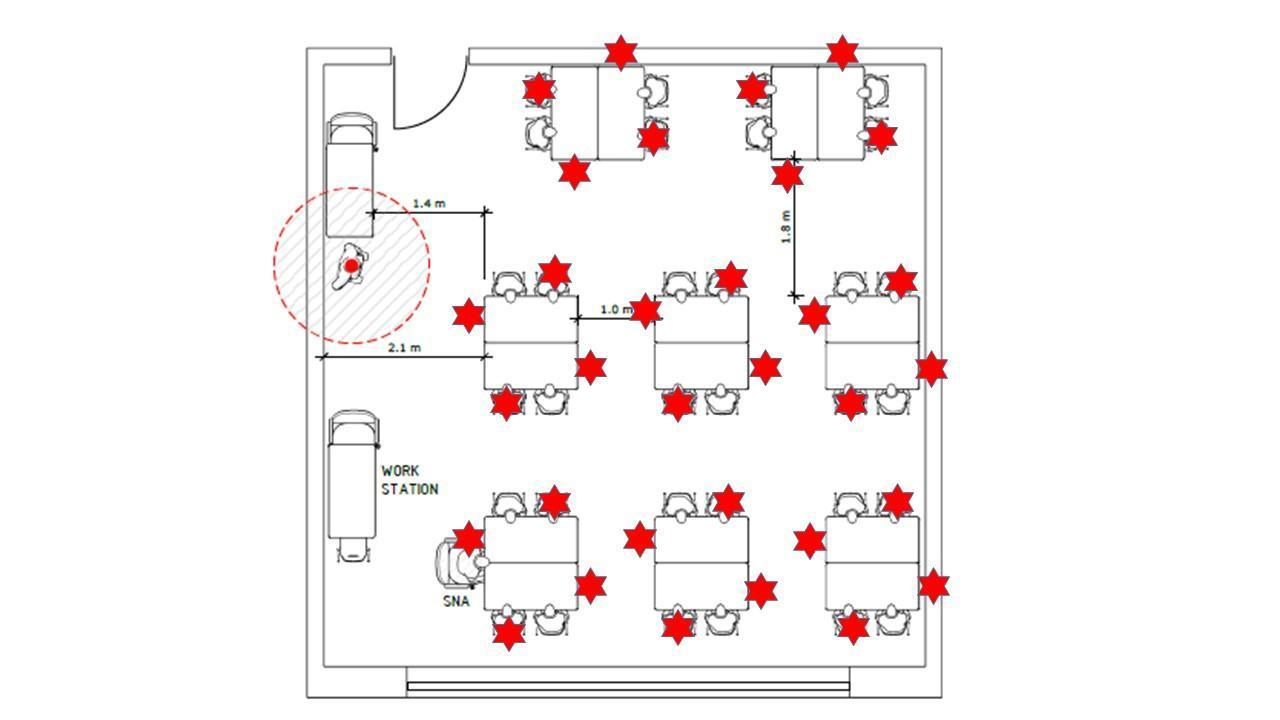 1.4 m
1.8 m
1.0 m
2.1 m
WORK
STATION
SNA